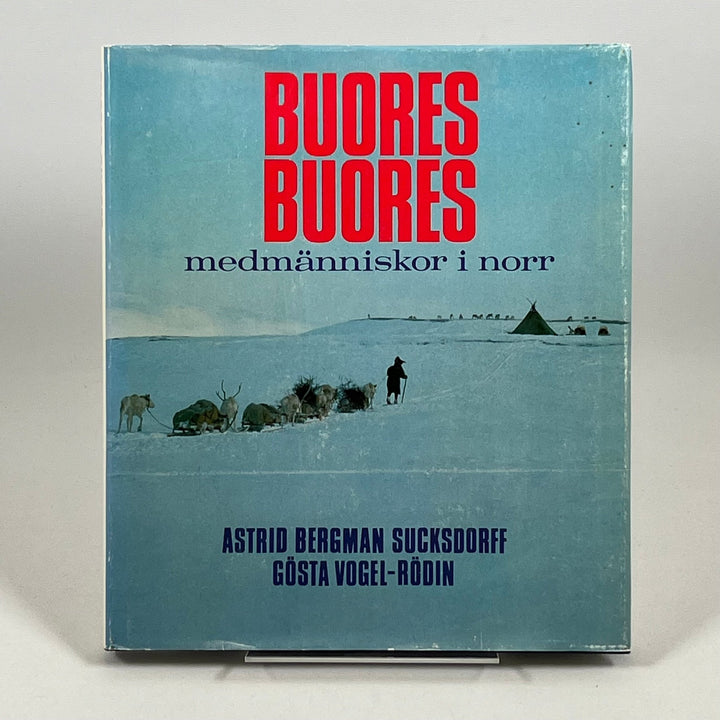 BUORES
BUORES
medmänniskor i norr
ASTRID BERGMAN SUCKSDORFF
GÖSTA VOGEL-RÖDIN